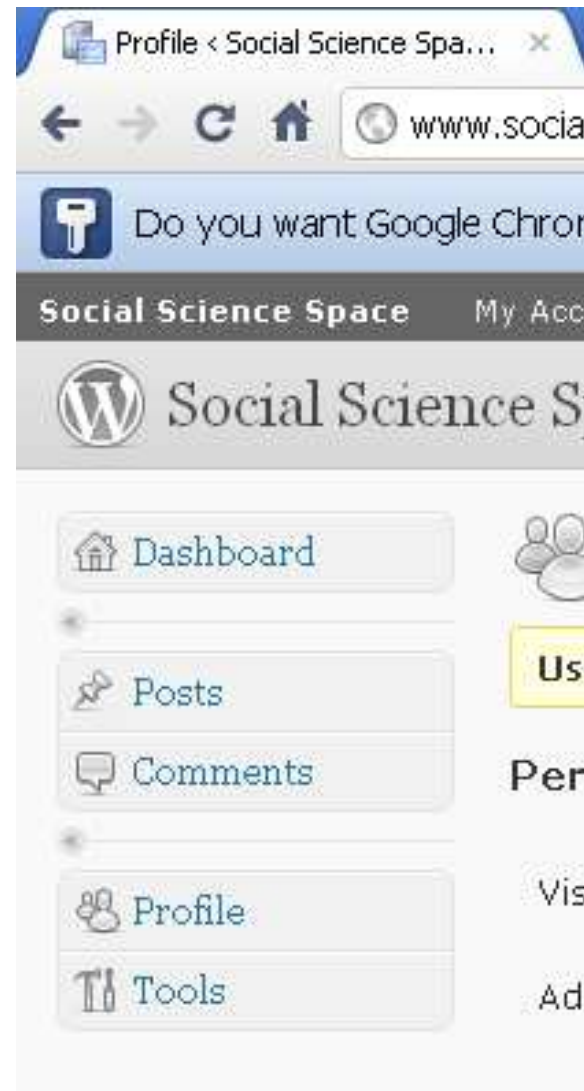 Profile < Social Science Spa...
www.socia
Do you want Google Chror
Social Science Space My Acc
Social Science S
Dashboard
Us
Posts
Comments
Per
Profile
Vis
Tools
Ad